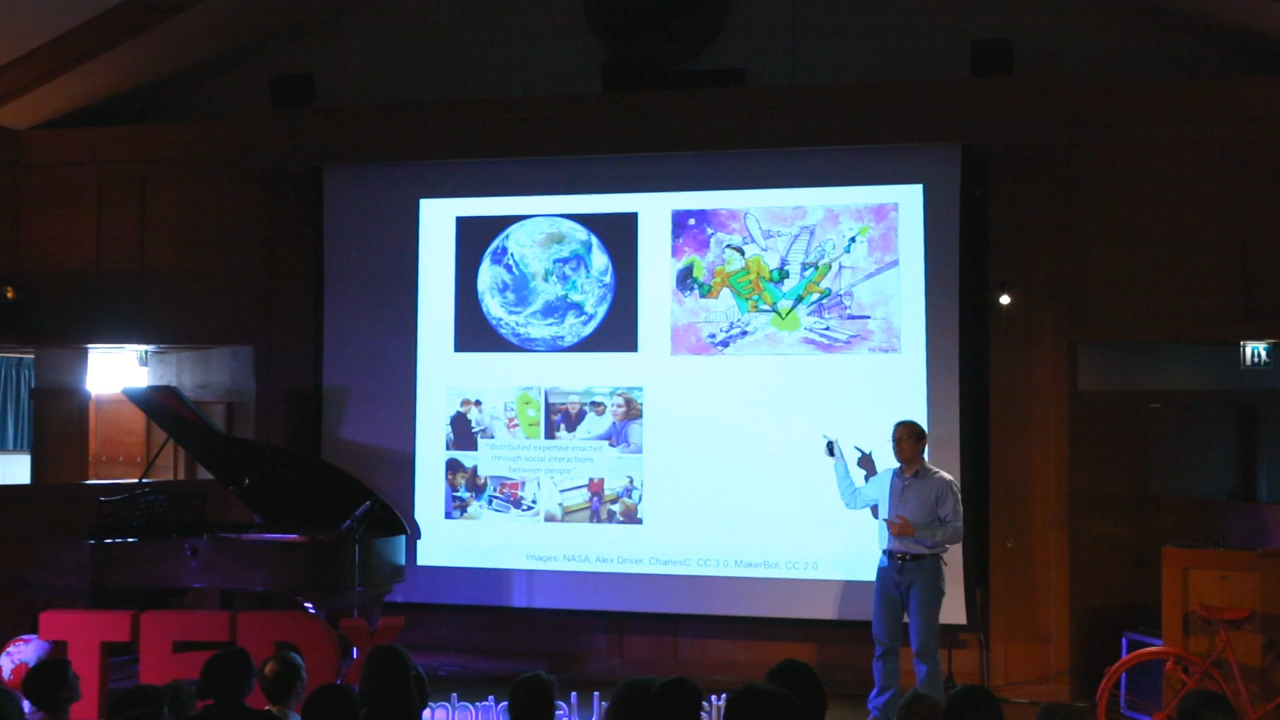 "distributed expertise enacted
through social interactions
between people"
Images: NASA, Alex Driver, CharlesC, CC 3.0, MakerBot, CC 2.0
TEDx